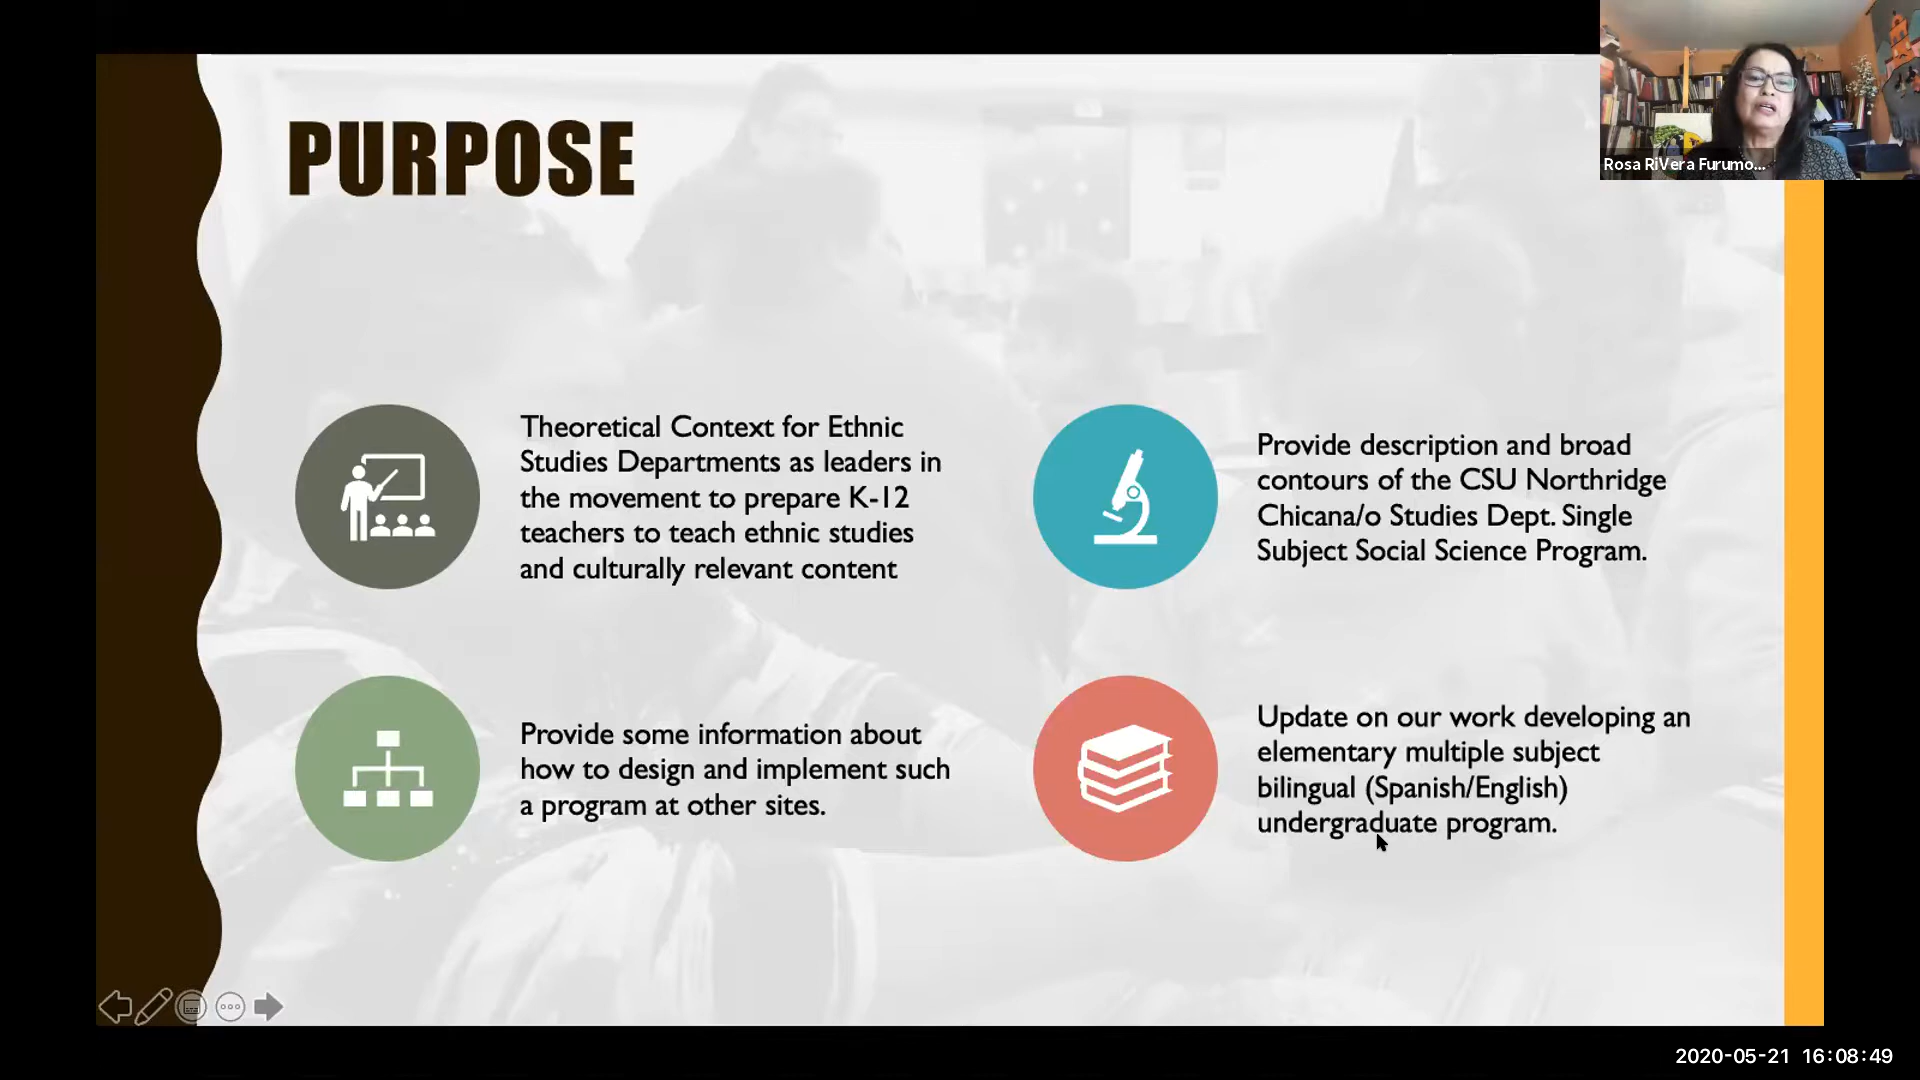 PURPOSE
Rosa RiVera Furumo...
Theoretical Context for Ethnic
Studies Departments as leaders in
the movement to prepare K-12
teachers to teach ethnic studies
and culturally relevant content
Provide description and broad
contours of the CSU Northridge
Chicana/o Studies Dept. Single
Subject Social Science Program.
Provide some information about
how to design and implement such
a program at other sites.
Update on our work developing an
elementary multiple subject
bilingual (Spanish/English)
undergraduate program.
2020-05-21 16:08:49